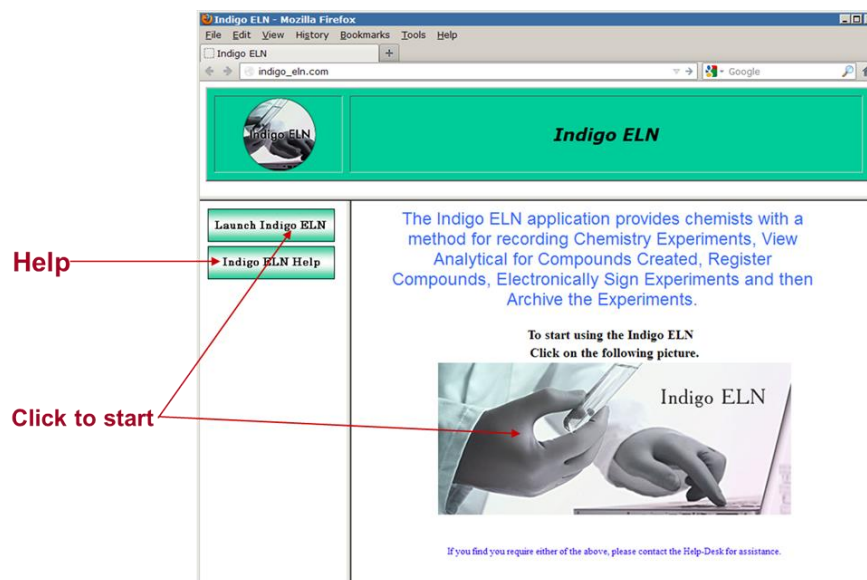 Indigo ELN - Mozilla Firefox
File Edit View History Bookmarks Tools Help
Indigo ELN
indigo_eln.com
Google
Indigo ELN
Indigo ELN
Launch Indigo ELN
Indigo ELN Help
Help
Click to start
The Indigo ELN application provides chemists with a
method for recording Chemistry Experiments, View
Analytical for Compounds Created, Register
Compounds, Electronically Sign Experiments and then
Archive the Experiments.
To start using the Indigo ELN
Click on the following picture.
Indigo ELN
If you find you require either of the above, please contact the Help-Desk for assistance.